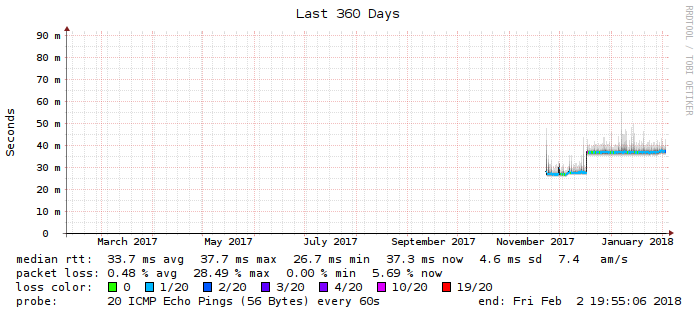 Last 360 Days
RRDTOOL / TOBI OETIKER
Seconds
90 m
80 m
70 m
60 m
50 m
40 m
30 m
20 m
10 m
0
March 2017 May 2017 July 2017 September 2017 November 2017 January 2018
median rtt: 33.7 ms avg 37.7 ms max 26.7 ms min 37.3 ms now 4.6 ms sd 7.4 am/s
packet loss: 0.48 % avg 28.49 % max 0.00 % min 5.69 % now
loss color: 0 1/20 2/20 3/20 4/20 10/20 19/20
probe: 20 ICMP Echo Pings (56 Bytes) every 60s end: Fri Feb 2 19:55:06 2018